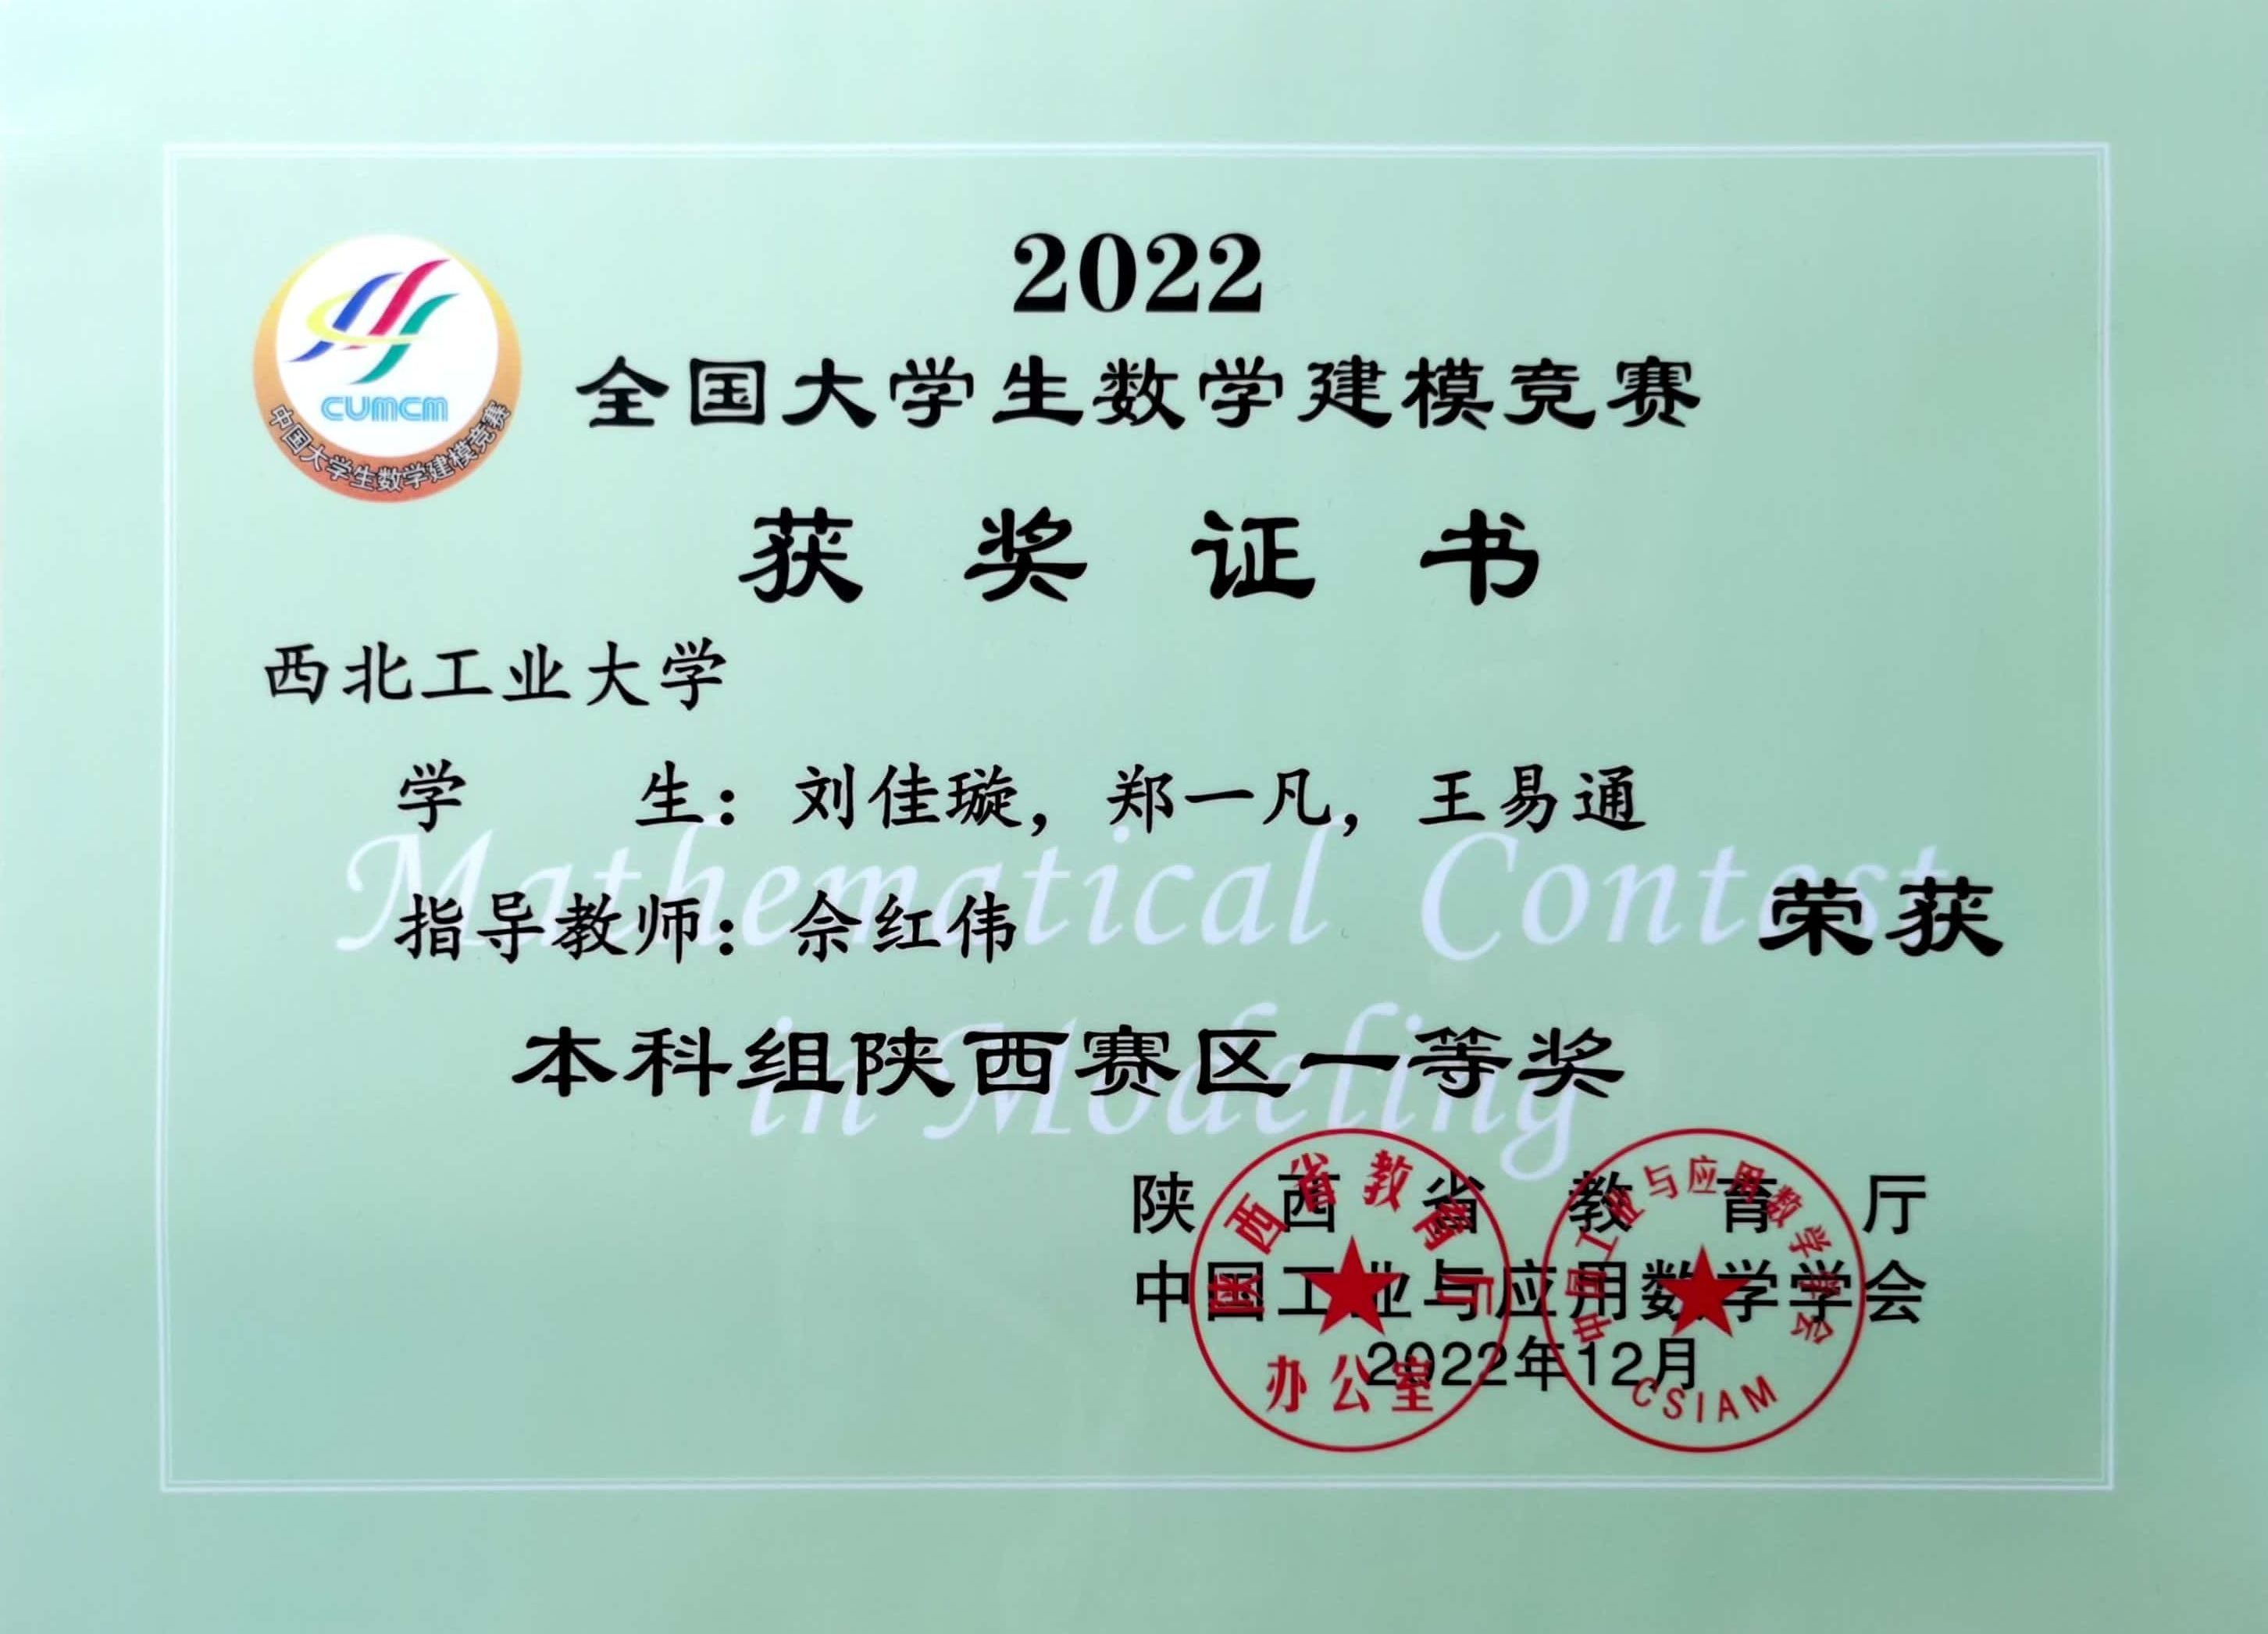 2022
全国大学生数学建模竞赛
CUMCM
中国大学生数学建模竞赛
获奖证书
西北工业大学
学生：刘佳璇，郑一凡，王易通
Mathematical Contest
指导教师：佘红伟
荣获
in Modeling
本科组陕西赛区一等奖
陕西省教育厅
中国工业与应用数学学会
2022年12月
陕西省教育厅
办公室
中国工业与应用数学学会
CSIAM